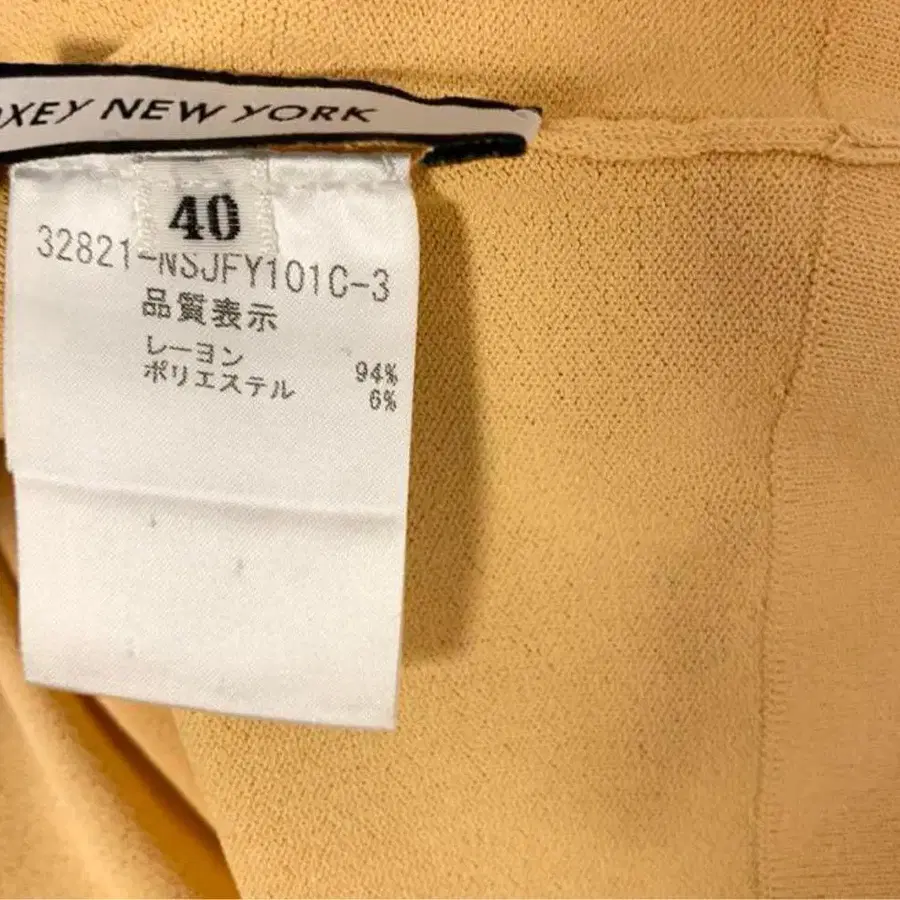 OXEY NEW YORK
40
32821-NSJFY101C-3
品質表示
レーヨン 94%
ポリエステル 6%